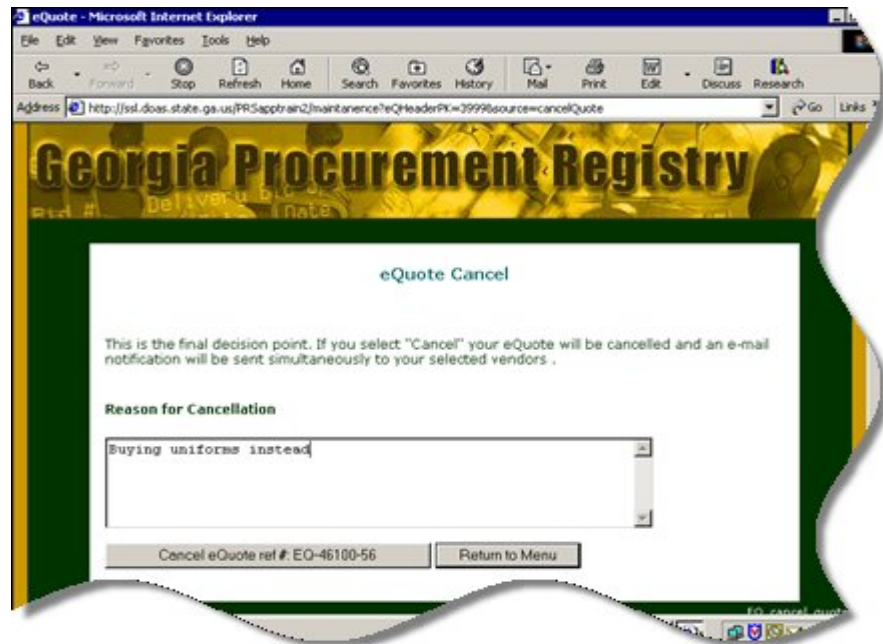 eQuote - Microsoft Internet Explorer
File Edit View Favorites Tools Help
Back Forward Stop Refresh Home Search Favorites History Mail Print Edit Discuss Research
Address http://ssl.doas.state.ga.us/PRSapptrain2/maintanence?eQHeaderPK=3999&source=cancelQuote Go Links
Georgia Procurement Registry
Bid # Delivery Date
eQuote Cancel
This is the final decision point. If you select "Cancel" your eQuote will be cancelled and an e-mail
notification will be sent simultaneously to your selected vendors .
Reason for Cancellation
Buying uniforms instead
Cancel eQuote ref #: EQ-46100-56 Return to Menu
EQ_cancel_quot